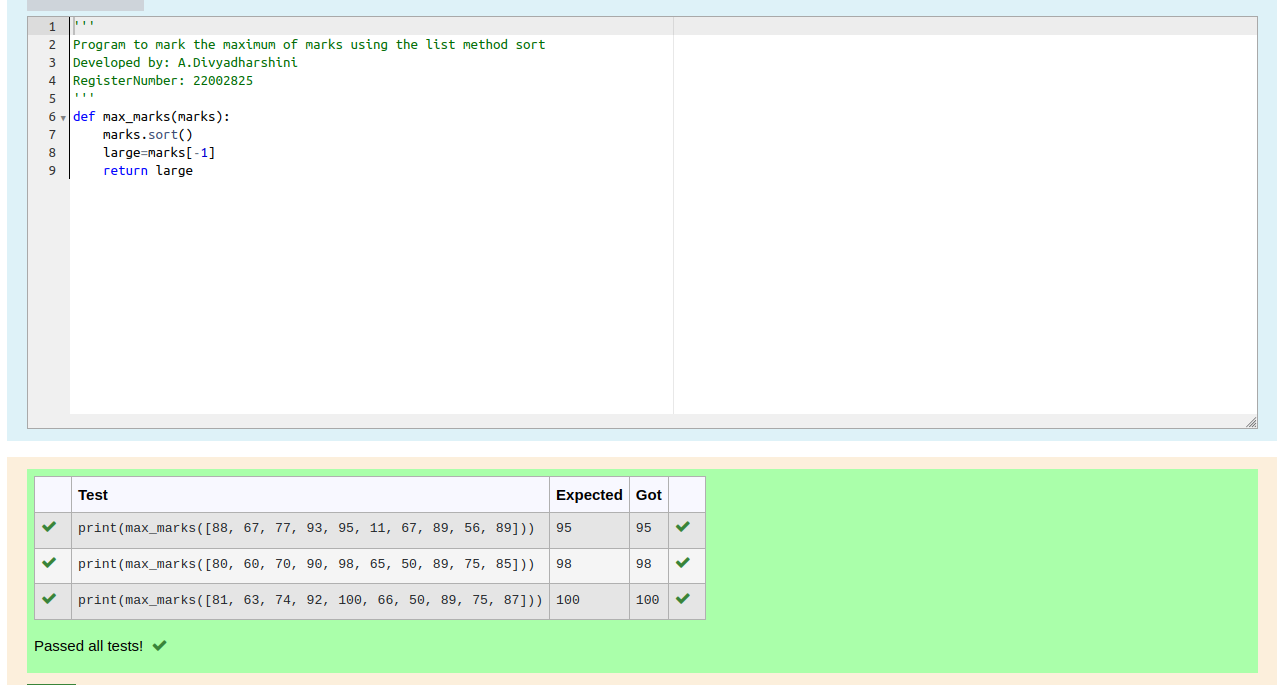 1 '''
2 Program to mark the maximum of marks using the list method sort
3 Developed by: A.Divyadharshini
4 RegisterNumber: 22002825
5 '''
6 def max_marks(marks):
7     marks.sort()
8     large=marks[-1]
9     return large
Test Expected Got
print(max_marks([88, 67, 77, 93, 95, 11, 67, 89, 56, 89])) 95 95
print(max_marks([80, 60, 70, 90, 98, 65, 50, 89, 75, 85])) 98 98
print(max_marks([81, 63, 74, 92, 100, 66, 50, 89, 75, 87])) 100 100
Passed all tests!